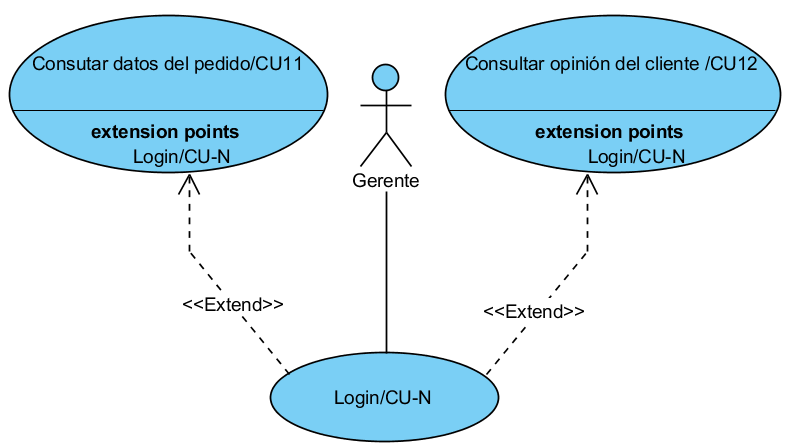 Consutar datos del pedido/CU11
extension points
Login/CU-N
Consultar opinión del cliente /CU12
extension points
Login/CU-N
Gerente
<<Extend>>
<<Extend>>
Login/CU-N